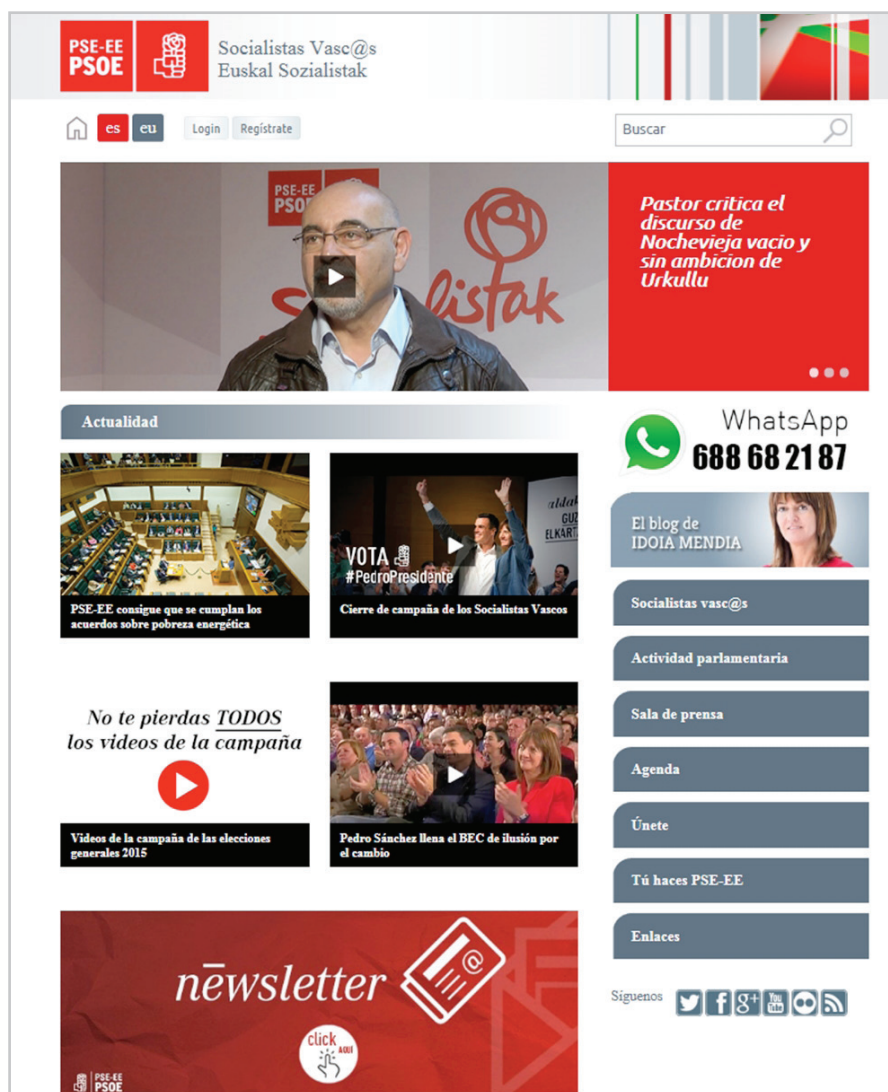 PSE-EE
PSOE
Socialistas Vasc@s
Euskal Sozialistak
es
eu
Login
Regístrate
Buscar
PSE-EE
listak
Pastor critica el
discurso de
Nochevieja vacio y
sin ambicion de
Urkullu
Actualidad
WhatsApp
688 68 21 87
VOTA
#PedroPresidente
PSE-EE consigue que se cumplan los
acuerdos sobre pobreza energética
Cierre de campaña de los Socialistas Vascos
El blog de
IDOIA MENDIA
Socialistas vasc@s
Actividad parlamentaria
Sala de prensa
Agenda
Únete
Tú haces PSE-EE
Enlaces
No te pierdas TODOS
los videos de la campaña
Videos de la campaña de las elecciones
generales 2015
Pedro Sánchez llena el BEC de ilusión por
el cambio
newsletter
@
click
AQUÍ
PSE-EE
PSOE
Síguenos
f
g+
You
Tube